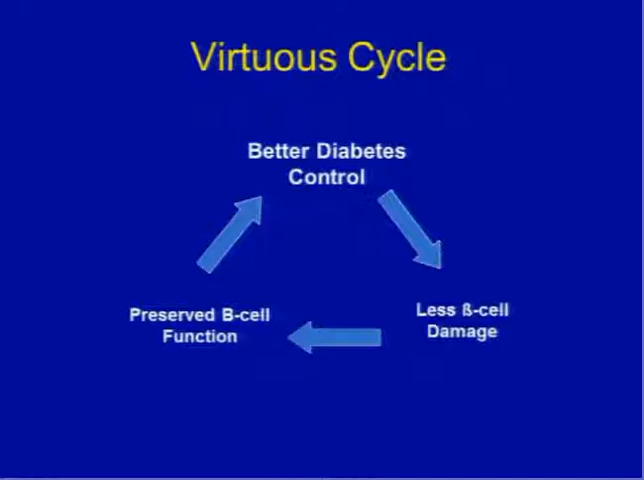 Virtuous Cycle
Better Diabetes
Control
Preserved B-cell
Function
Less ß-cell
Damage